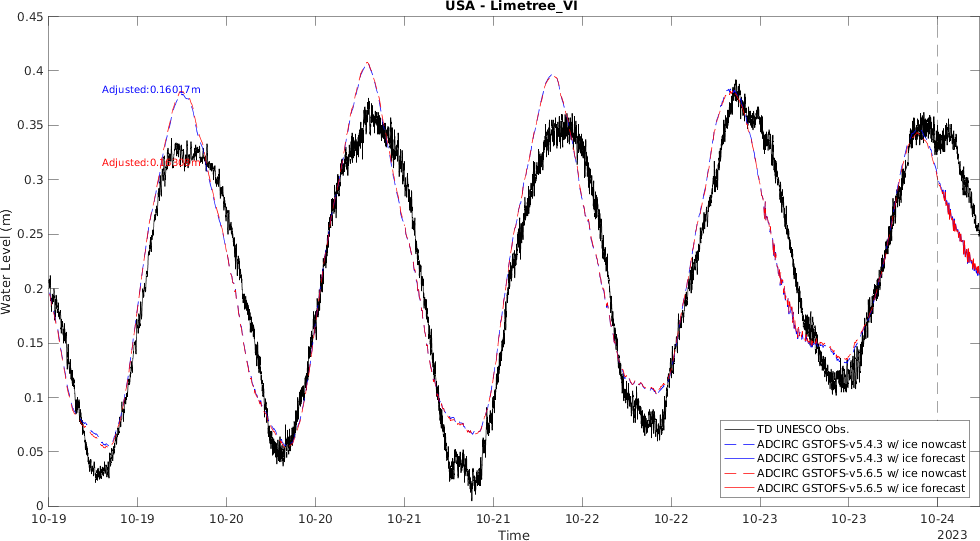 USA - Limetree_VI
0.45
0.4
0.35
0.3
0.25
0.2
0.15
0.1
0.05
0
Water Level (m)
Adjusted:0.16017m
TD UNESCO Obs.
ADCIRC GSTOFS-v5.4.3 w/ ice nowcast
ADCIRC GSTOFS-v5.4.3 w/ ice forecast
ADCIRC GSTOFS-v5.6.5 w/ ice nowcast
ADCIRC GSTOFS-v5.6.5 w/ ice forecast
10-19 10-19 10-20 10-20 10-21 10-21 10-22 10-22 10-23 10-23 10-24
Time
2023